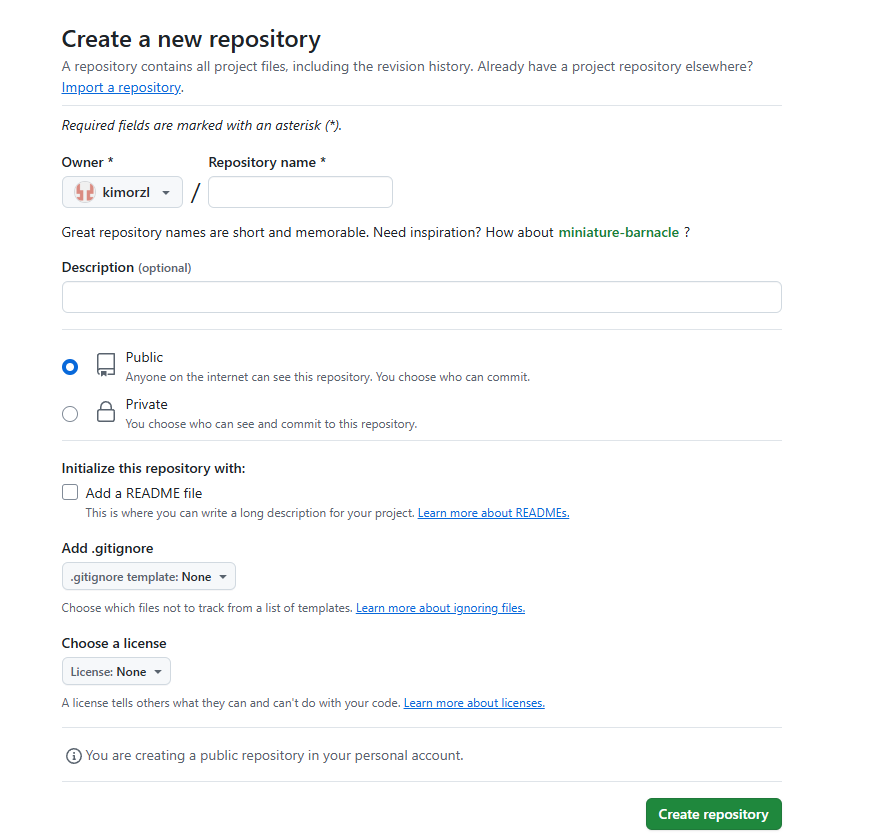 Create a new repository
A repository contains all project files, including the revision history. Already have a project repository elsewhere?
Import a repository.
Required fields are marked with an asterisk (*).
Owner * Repository name *
kimorzl /
Great repository names are short and memorable. Need inspiration? How about miniature-barnacle ?
Description (optional)
Public
Anyone on the internet can see this repository. You choose who can commit.
Private
You choose who can see and commit to this repository.
Initialize this repository with:
Add a README file
This is where you can write a long description for your project. Learn more about READMEs.
Add .gitignore
.gitignore template: None
Choose which files not to track from a list of templates. Learn more about ignoring files.
Choose a license
License: None
A license tells others what they can and can't do with your code. Learn more about licenses.
You are creating a public repository in your personal account.
Create repository